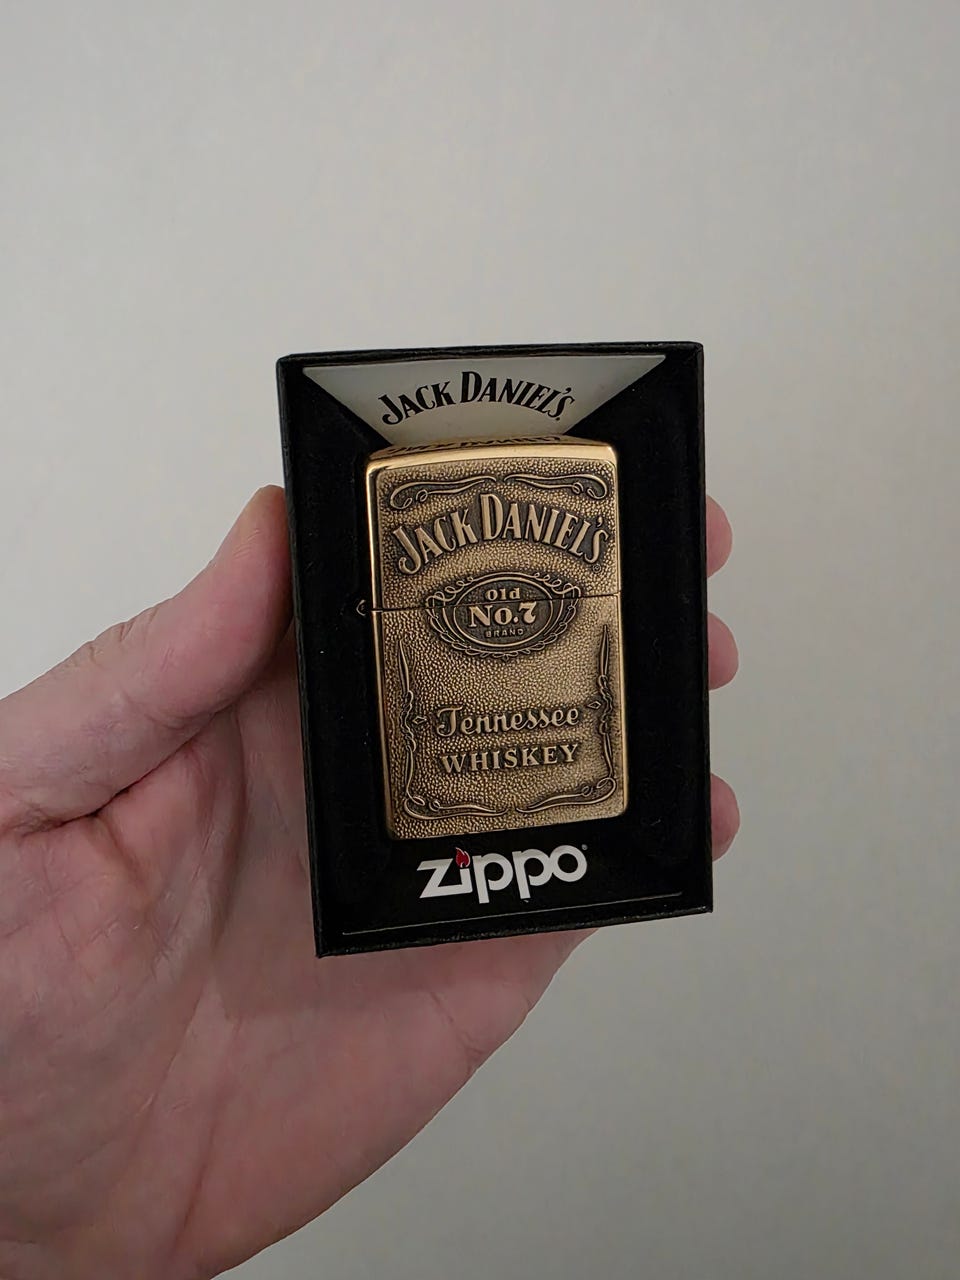 JACK DANIEL'S
JACK DANIEL'S
Old
No.7
BRAND
Tennessee
WHISKEY
zippo